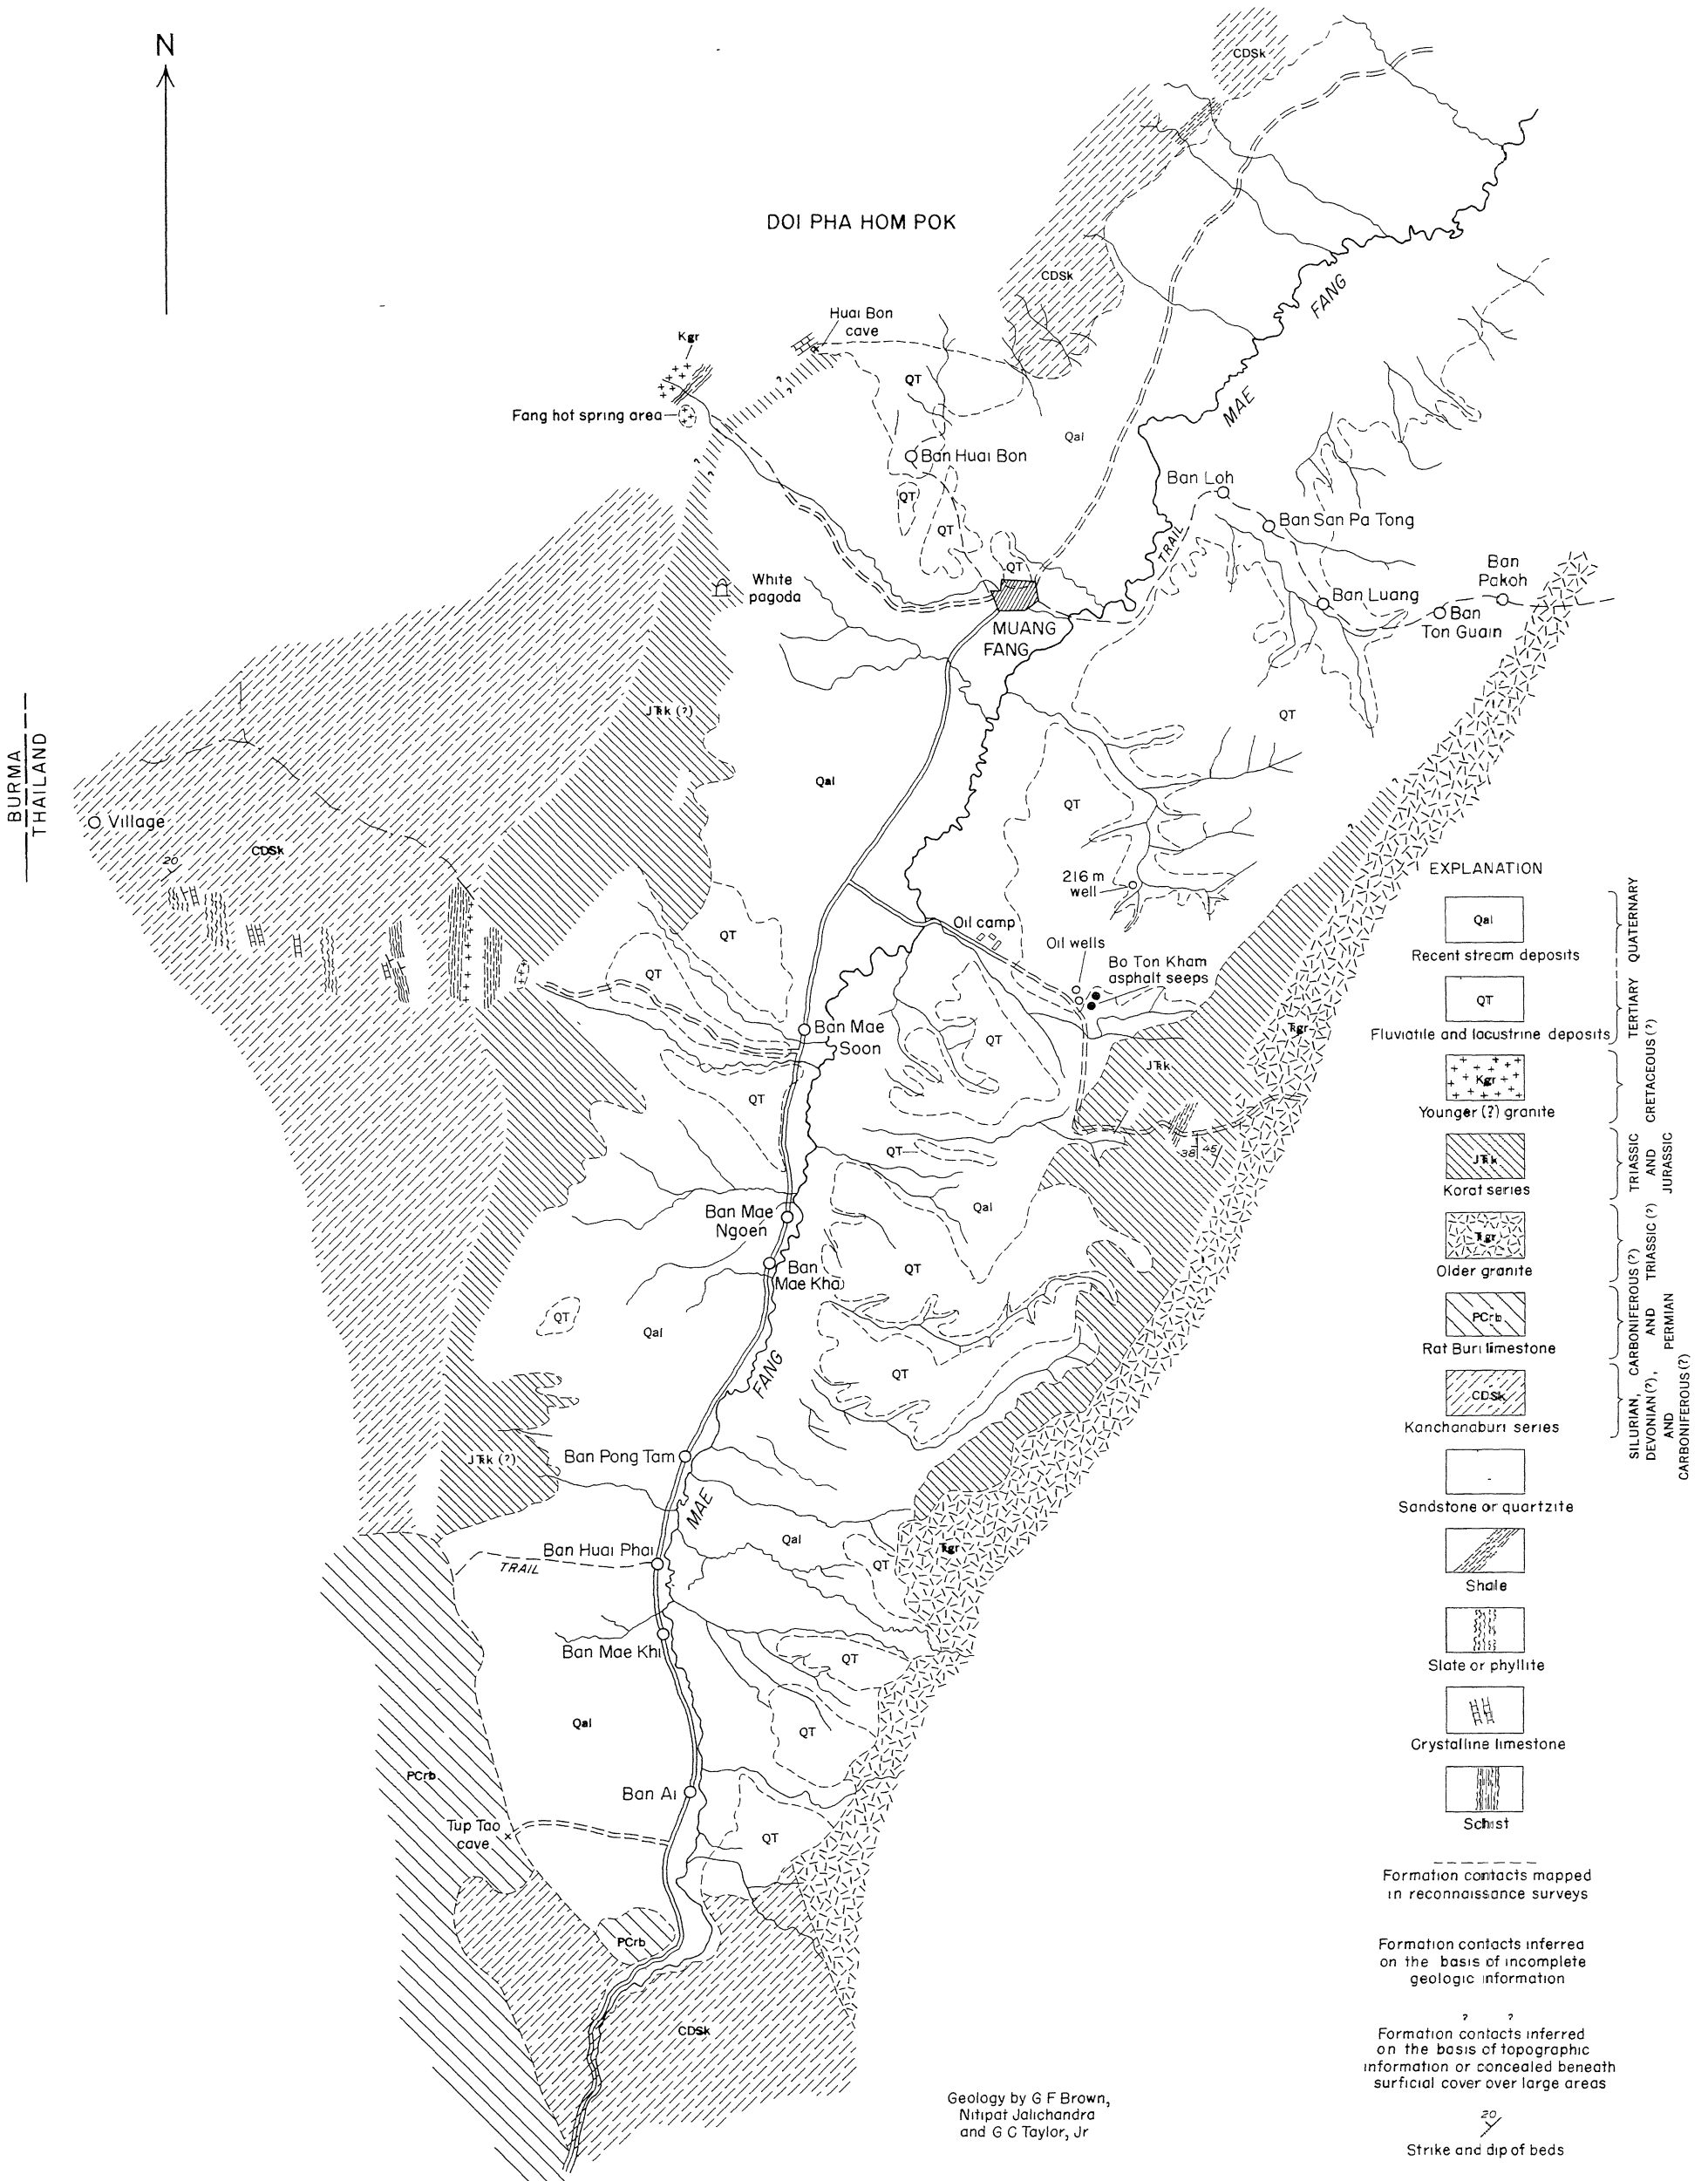 N
CDSk
DOI PHA HOM POK
CDSk
FANG
MAE
Huai Bon
cave
Kgr
Fang hot spring area
?
?
?
?
QT
Qal
Ban Huai Bon
QT
QT
QT
Ban Loh
TRAIL
Ban San Pa Tong
Ban
Pakoh
Ban Luang
Ban
Ton Guain
White
pagoda
MUANG
FANG
QT
BURMA
THAILAND
Village
20
CDSk
JTrk (?)
Qal
QT
216 m
well
?
?
Oil camp
Oil wells
Bo Ton Kham
asphalt seeps
QT
QT
Ban Mae
Soon
QT
Trgr
JTrk
QT
QT
38
45
Ban Mae
Ngoen
Qal
Ban
Mae Kha
QT
QT
Qal
FANG
QT
Ban Pong Tam
JTrk (?)
MAE
Qal
Ban Huai Phai
TRAIL
QT
Trgr
Ban Mae Khi
QT
Qal
QT
PCrb
Ban Ai
Tup Tao
cave
QT
PCrb
CDSk
Geology by G F Brown,
Nitipat Jalichandra
and G C Taylor, Jr
EXPLANATION
Qal
Recent stream deposits
QT
Fluviatile and lacustrine deposits
Kgr
Younger (?) granite
JTrk
Korat series
Trgr
Older granite
PCrb
Rat Buri limestone
CDSk
Kanchanaburi series
Sandstone or quartzite
Shale
Slate or phyllite
Crystalline limestone
Schist
QUATERNARY
TERTIARY
CRETACEOUS (?)
TRIASSIC
AND
JURASSIC
TRIASSIC (?)
CARBONIFEROUS (?)
AND
PERMIAN
SILURIAN,
DEVONIAN (?),
AND
CARBONIFEROUS (?)
Formation contacts mapped
in reconnaissance surveys
Formation contacts inferred
on the basis of incomplete
geologic information
? ?
Formation contacts inferred
on the basis of topographic
information or concealed beneath
surficial cover over large areas
20
Strike and dip of beds